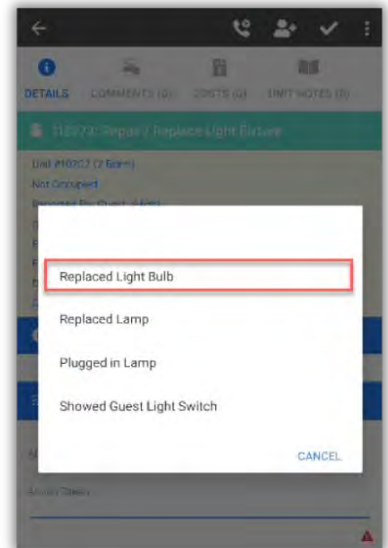 DETAILS
COMMENTS (0)
COSTS (0)
UNIT NOTES (0)
Repair / Replace Light Fixture
Not Occupied
Replaced Light Bulb
Replaced Lamp
Plugged in Lamp
Showed Guest Light Switch
CANCEL